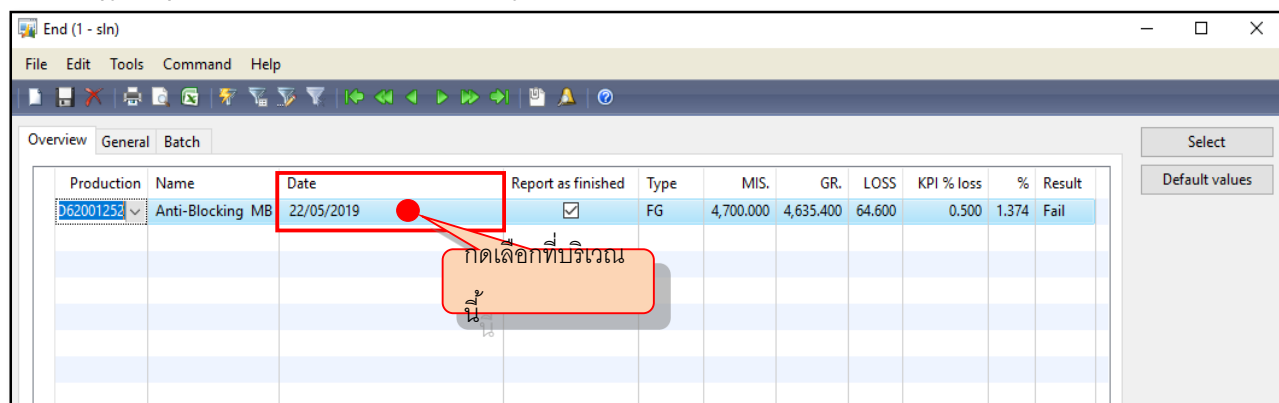 End (1 - sln)
File Edit Tools Command Help
Overview General Batch
Select
Default values
Production Name Date Report as finished Type MIS. GR. LOSS KPI % loss % Result
D62001252 Anti-Blocking MB 22/05/2019 FG 4,700.000 4,635.400 64.600 0.500 1.374 Fail
กดเลือกที่บริเวณ
นี้